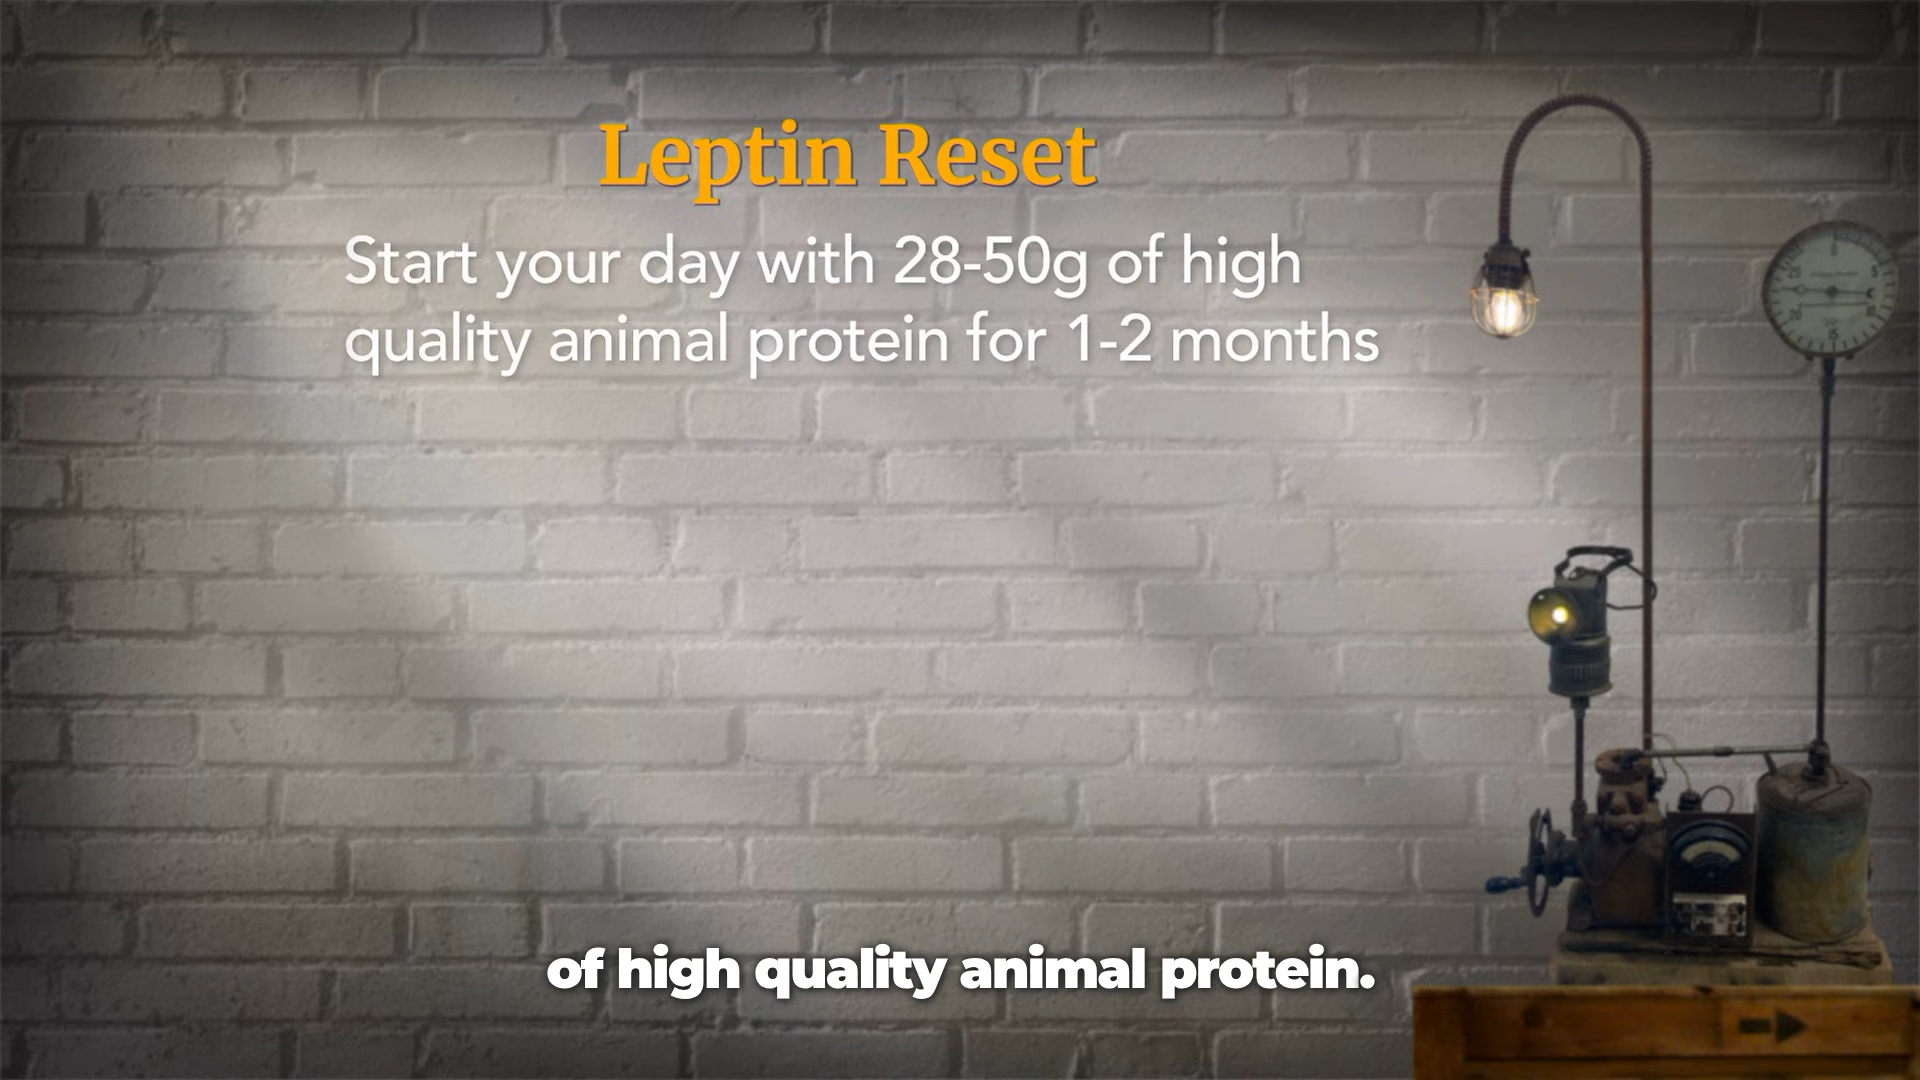 Leptin Reset
Start your day with 28-50g of high
quality animal protein for 1-2 months
of high quality animal protein.